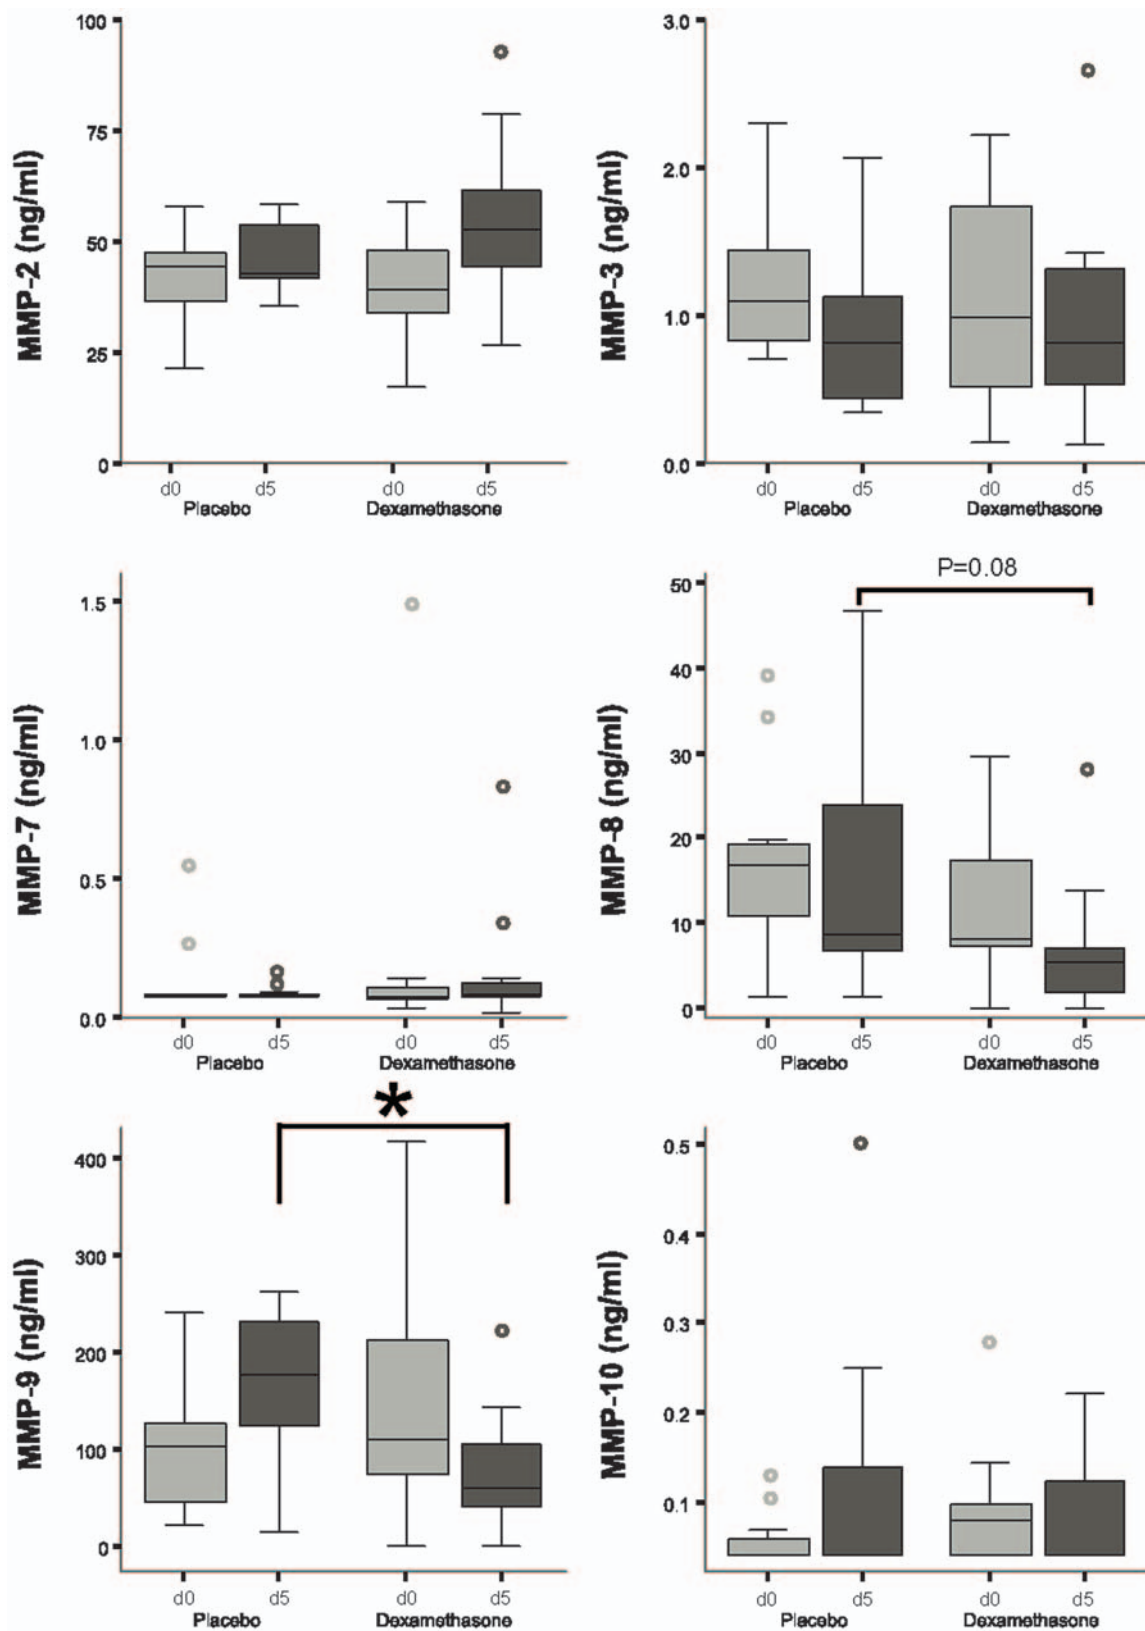 MMP-2 (ng/ml)
100
75
50
25
0
d0 d5 d0 d5
Placebo Dexamethasone
MMP-3 (ng/ml)
3.0
2.0
1.0
0.0
d0 d5 d0 d5
Placebo Dexamethasone
MMP-7 (ng/ml)
1.5
1.0
0.5
0.0
d0 d5 d0 d5
Placebo Dexamethasone
P=0.08
MMP-8 (ng/ml)
50
40
30
20
10
0
d0 d5 d0 d5
Placebo Dexamethasone
*
MMP-9 (ng/ml)
400
300
200
100
0
d0 d5 d0 d5
Placebo Dexamethasone
MMP-10 (ng/ml)
0.5
0.4
0.3
0.2
0.1
d0 d5 d0 d5
Placebo Dexamethasone